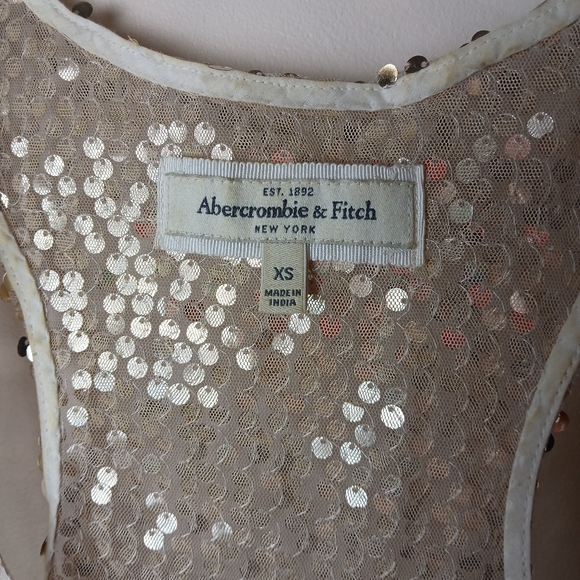 EST. 1892
Abercrombie & Fitch
NEW YORK
XS
MADE IN
INDIA